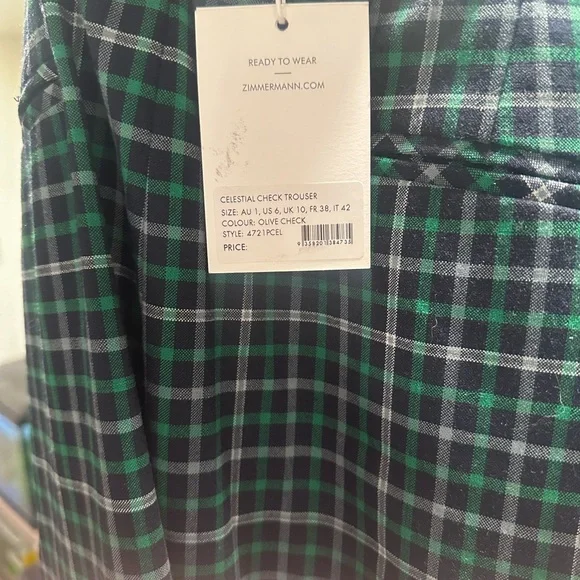 READY TO WEAR
ZIMMERMANN.COM
CELESTIAL CHECK TROUSER
SIZE: AU 1, US 6, UK 10, FR 38, IT 42
COLOUR: OLIVE CHECK
STYLE: 4721PCEL
PRICE: